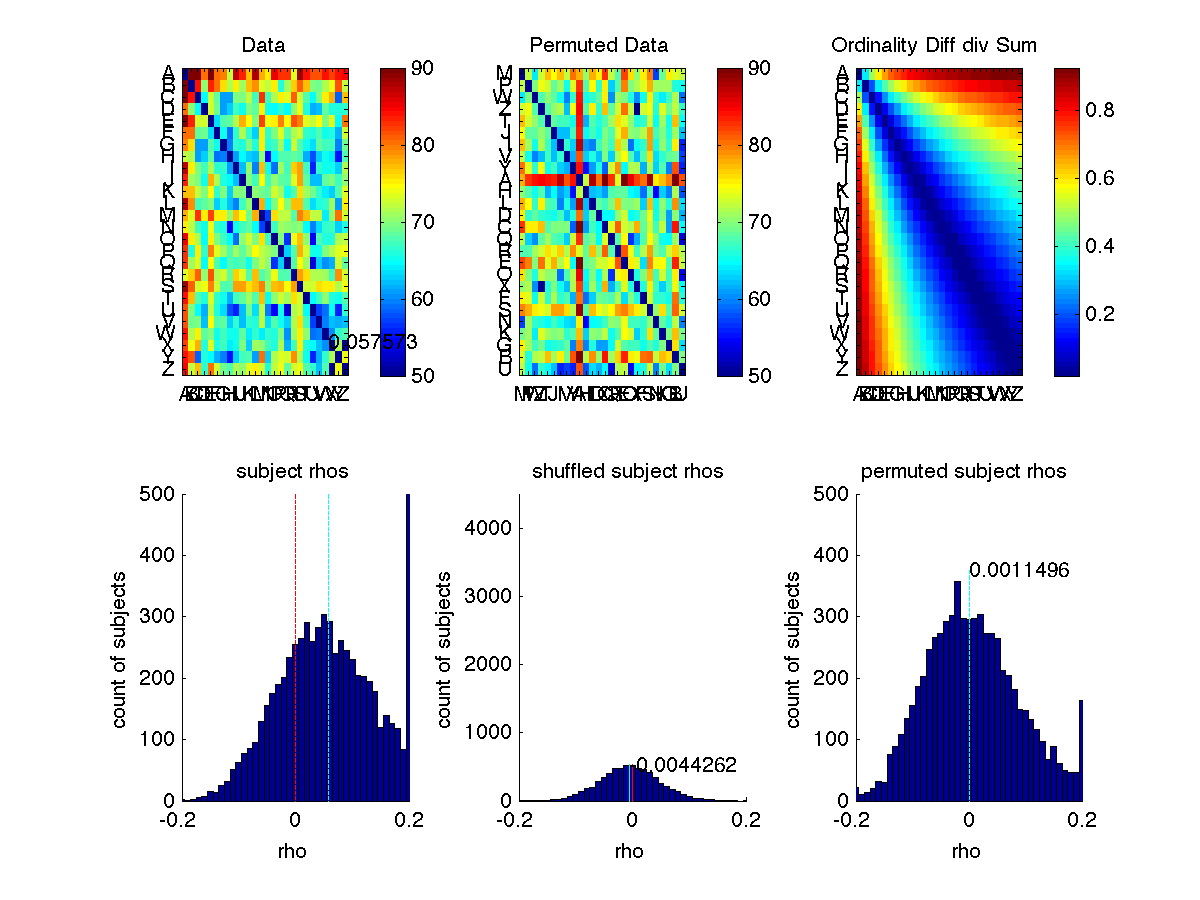 Data
A
B
C
D
E
F
G
H
I
J
K
L
M
N
O
P
Q
R
S
T
U
V
W
X
Y
Z
90
80
70
60
50
0.057573
Permuted Data
90
80
70
60
50
Ordinality Diff div Sum
A
B
C
D
E
F
G
H
I
J
K
L
M
N
O
P
Q
R
S
T
U
V
W
X
Y
Z
0.8
0.6
0.4
0.2
subject rhos
count of subjects
500
400
300
200
100
0
-0.2
0
0.2
rho
shuffled subject rhos
count of subjects
4000
3000
2000
1000
0
0.0044262
-0.2
0
0.2
rho
permuted subject rhos
count of subjects
500
400
300
200
100
0
0.0011496
-0.2
0
0.2
rho